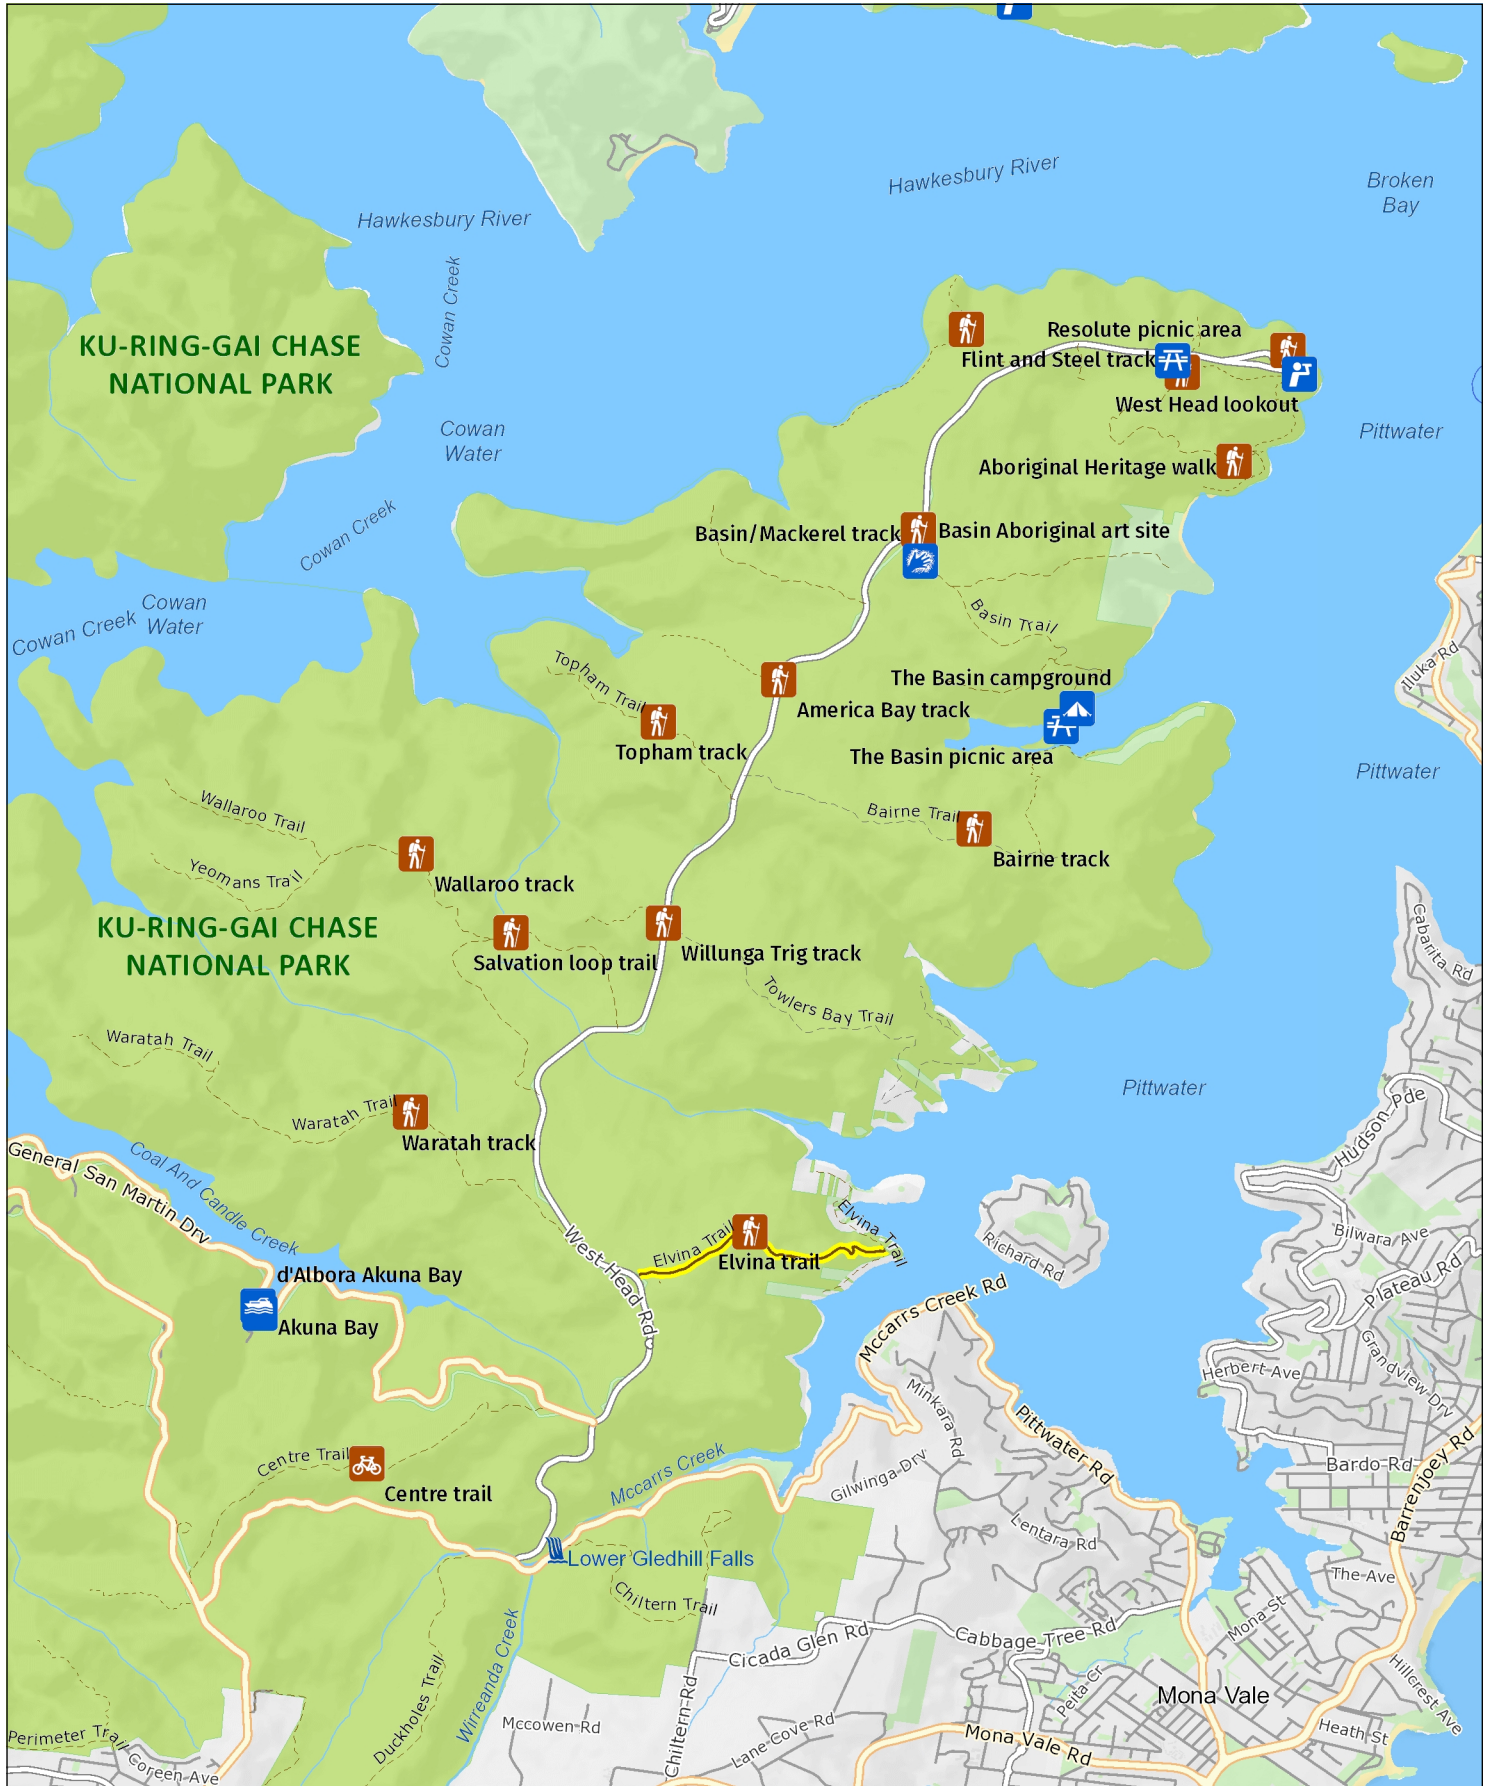 Hawkesbury River
Broken
Bay
Hawkesbury River
Cowan Creek
KU-RING-GAI CHASE
NATIONAL PARK
Resolute picnic area
Flint and Steel track
West Head lookout
Cowan
Water
Pittwater
Aboriginal Heritage walk
Cowan Creek
Basin/Mackerel track
Basin Aboriginal art site
Cowan
Water
Cowan Creek
Basin Trail
Iluka Rd
Topham Trail
The Basin campground
America Bay track
Topham track
The Basin picnic area
Pittwater
Wallaroo Trail
Bairne Trail
Bairne track
Yeomans Trail
Wallaroo track
KU-RING-GAI CHASE
NATIONAL PARK
Salvation loop trail
Willunga Trig track
Cabarita Rd
Towlers Bay Trail
Waratah Trail
Pittwater
Waratah Trail
Waratah track
Hudson Pde
General San Martin Drv
Coal And Candle Creek
Elvina Trail
Elvina Trail
Elvina trail
West Head Rd
Richard Rd
Bilwara Ave
Plateau Rd
d'Albora Akuna Bay
Akuna Bay
Mccarrs Creek Rd
Herbert Ave
Grandview Drv
Minkara Rd
Pittwater Rd
Centre Trail
Centre trail
Mccarrs Creek
Gilwinga Drv
Bardo Rd
Barrenjoey Rd
Lentara Rd
Lower Gledhill Falls
The Ave
Chiltern Trail
Mona St
Cicada Glen Rd
Cabbage Tree Rd
Wirreanda Creek
Duckholes Trail
Peita Cr
Mona Vale
Hillcrest Ave
Mccowen Rd
Chiltern Rd
Lane Cove Rd
Mona Vale Rd
Heath St
Perimeter Trail
Coreen Ave